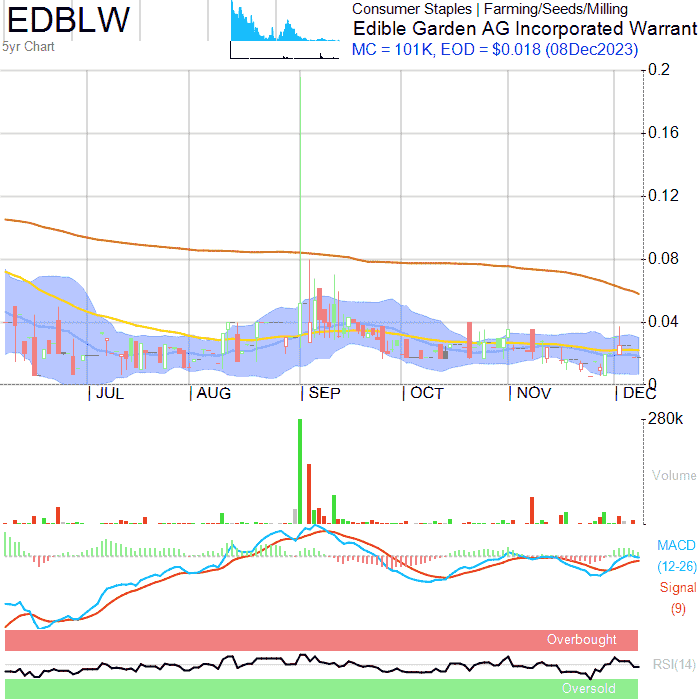 EDBLW
5yr Chart
Consumer Staples | Farming/Seeds/Milling
Edible Garden AG Incorporated Warrant
MC = 101K, EOD = $0.018 (08Dec2023)
0.2
0.16
0.12
0.08
0.04
0
JUL AUG SEP OCT NOV DEC
280k
Volume
MACD
(12-26)
Signal
(9)
Overbought
RSI(14)
Oversold